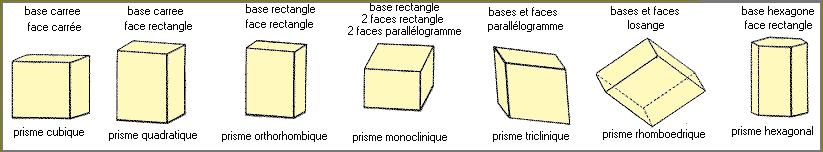 base carree
face carrée
prisme cubique
base carree
face rectangle
prisme quadratique
base rectangle
face rectangle
prisme orthorhombique
base rectangle
2 faces rectangle
2 faces parallélogramme
prisme monoclinique
bases et faces
parallélogramme
prisme triclinique
bases et faces
losange
prisme rhomboedrique
base hexagone
face rectangle
prisme hexagonal